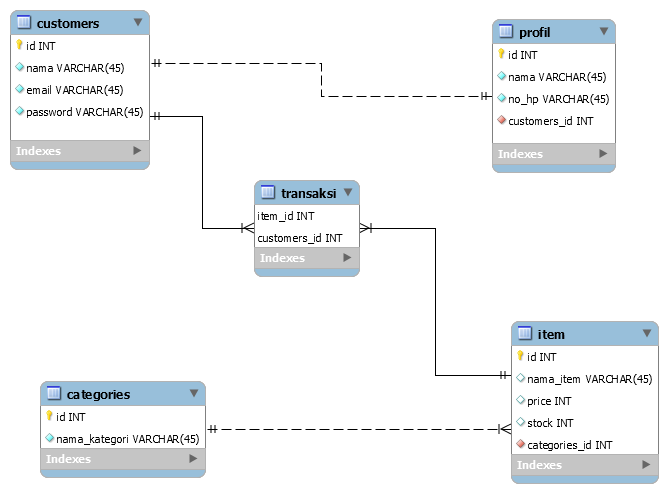 customers
id INT
nama VARCHAR(45)
email VARCHAR(45)
password VARCHAR(45)
Indexes
profil
id INT
nama VARCHAR(45)
no_hp VARCHAR(45)
customers_id INT
Indexes
transaksi
item_id INT
customers_id INT
Indexes
item
id INT
nama_item VARCHAR(45)
price INT
stock INT
categories_id INT
Indexes
categories
id INT
nama_kategori VARCHAR(45)
Indexes